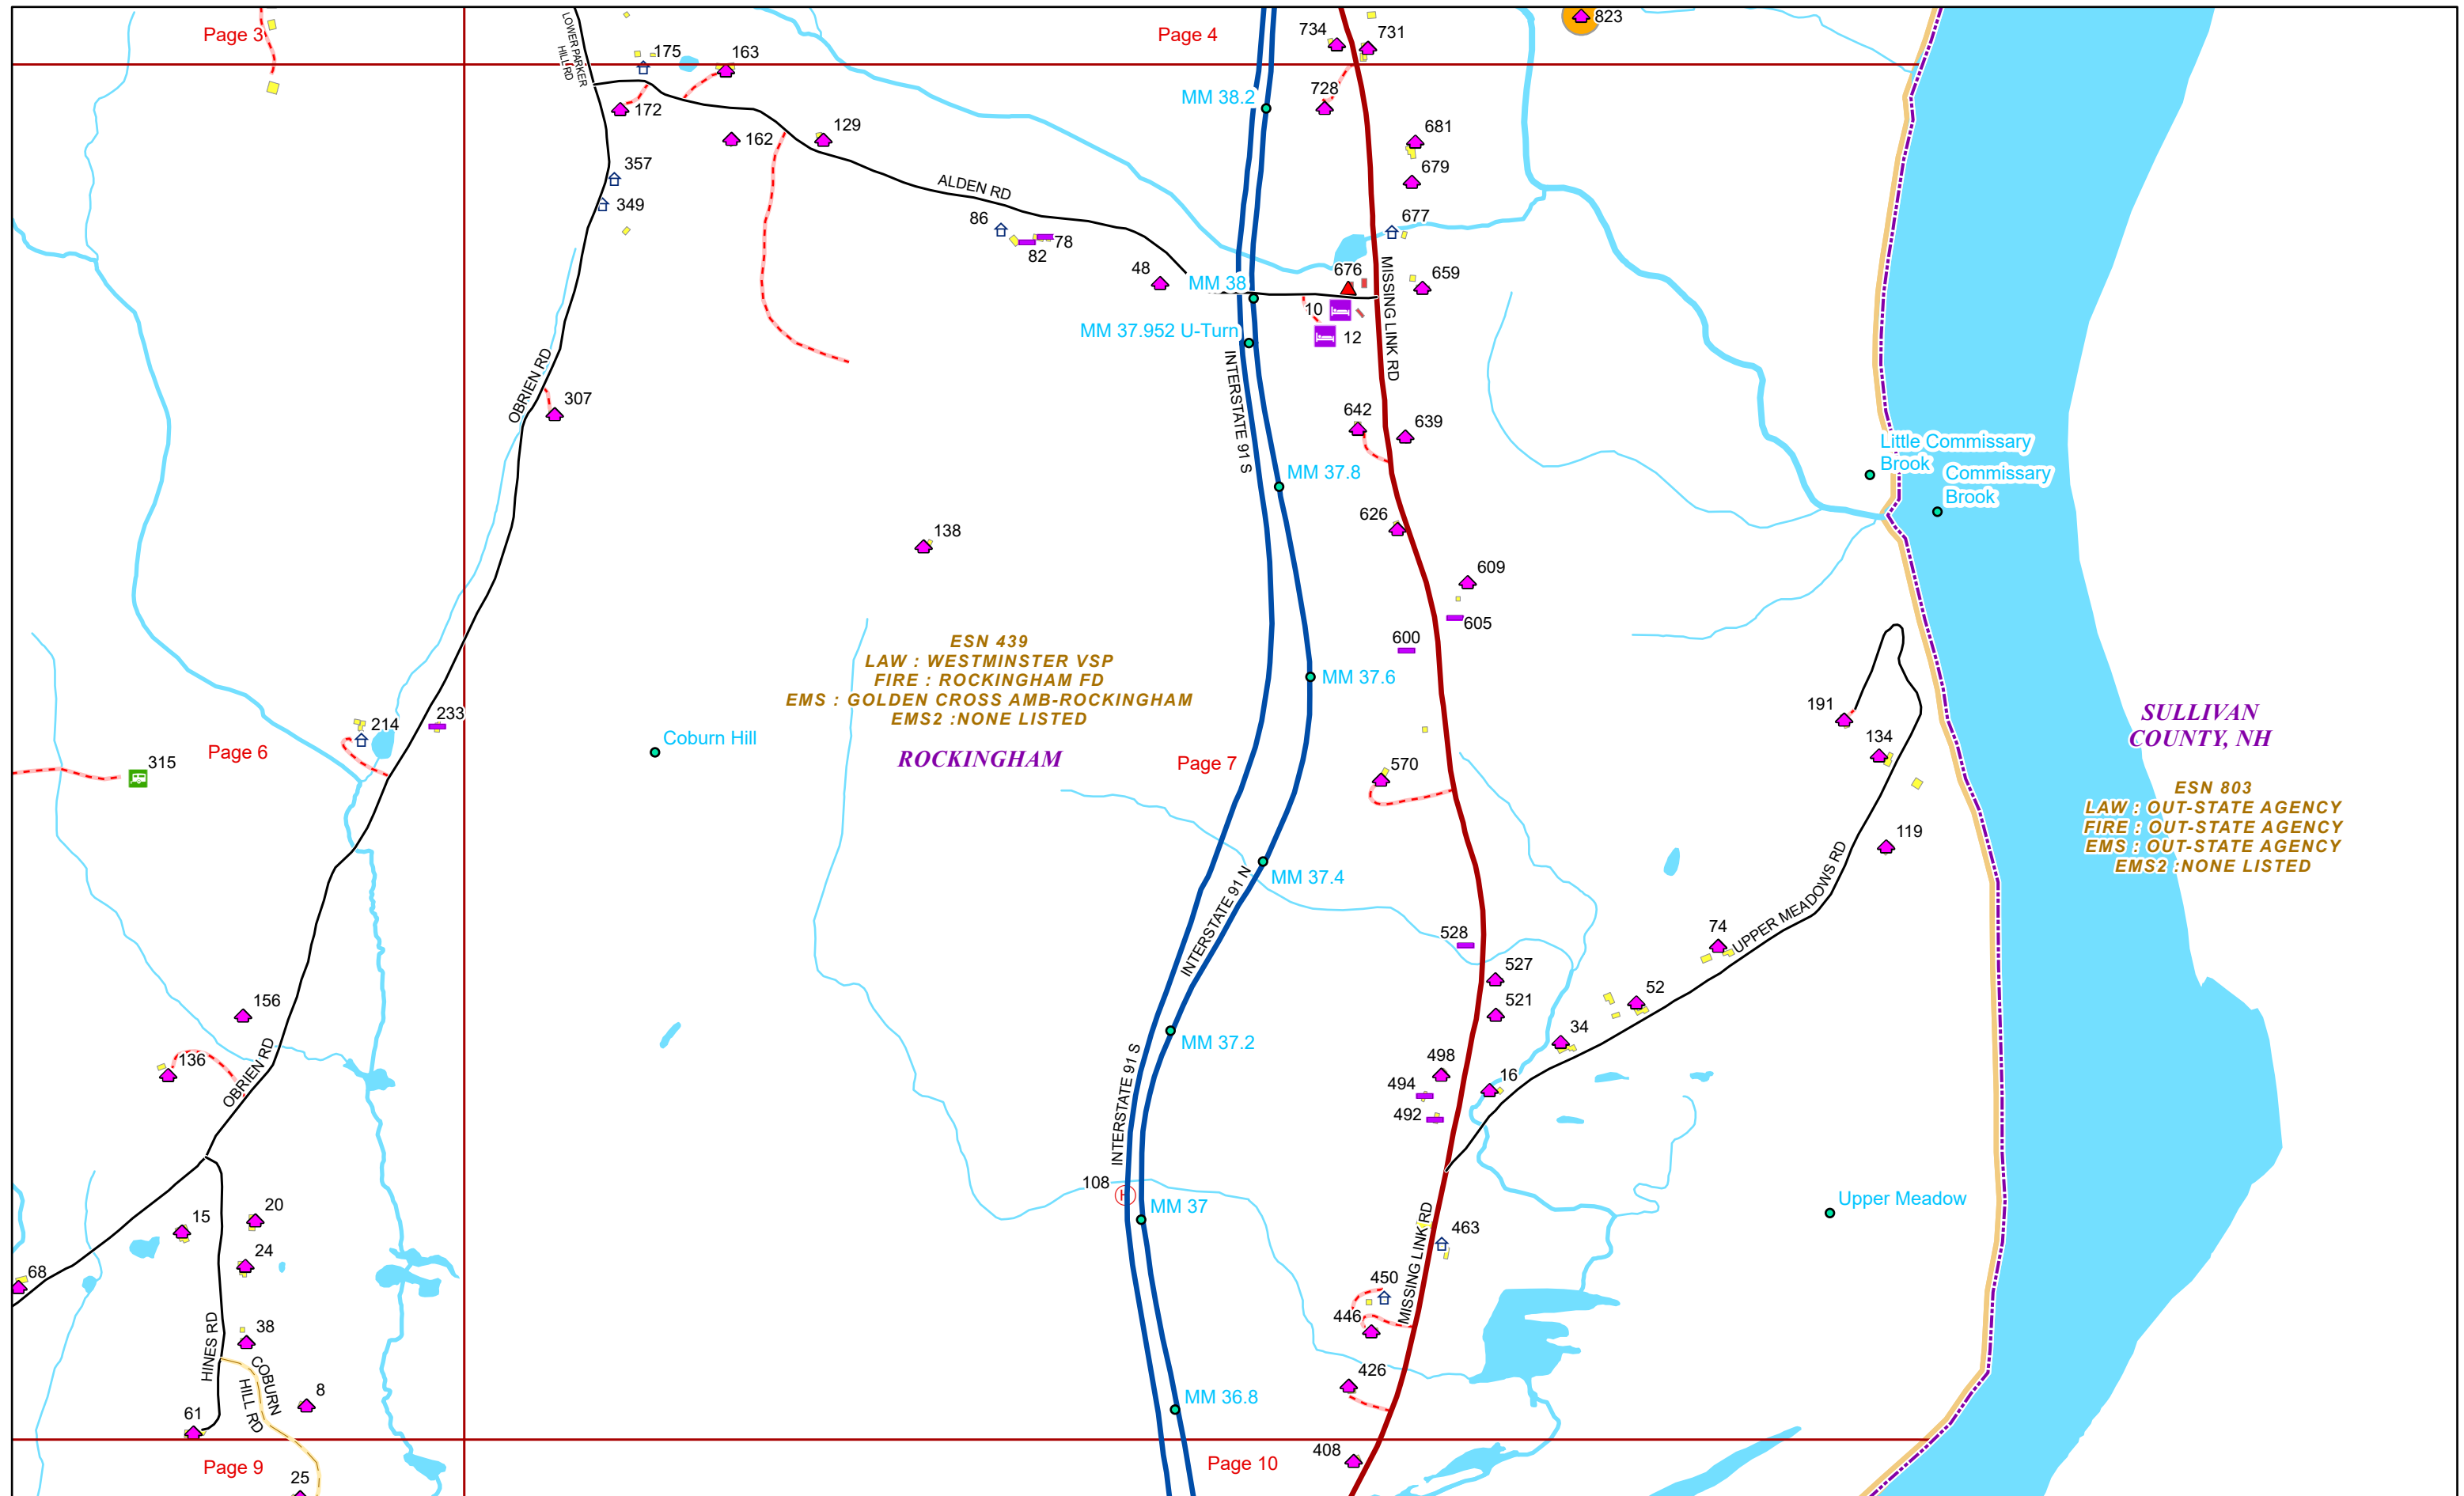 Page 3
LOWER PARKER
HILL RD
175
163
Page 4
734
731
823
172
162
129
MM 38.2
728
681
679
357
349
ALDEN RD
86
78
82
48
677
MM 38
676
659
10
12
MM 37.952 U-Turn
INTERSTATE 91 S
MISSING LINK RD
OBRIEN RD
307
642
639
Little Commissary
Brook
Commissary
Brook
MM 37.8
626
138
609
605
600
ESN 439
LAW : WESTMINSTER VSP
FIRE : ROCKINGHAM FD
EMS : GOLDEN CROSS AMB-ROCKINGHAM
EMS2 :NONE LISTED
ROCKINGHAM
MM 37.6
191
134
SULLIVAN
COUNTY, NH
ESN 803
LAW : OUT-STATE AGENCY
FIRE : OUT-STATE AGENCY
EMS : OUT-STATE AGENCY
EMS2 :NONE LISTED
214
233
Page 6
315
Coburn Hill
Page 7
570
119
MM 37.4
INTERSTATE 91 N
UPPER MEADOWS RD
528
74
527
521
52
34
156
136
OBRIEN RD
MM 37.2
INTERSTATE 91 S
498
494
492
16
108
H
MM 37
Upper Meadow
15
20
24
68
463
MISSING LINK RD
450
446
HINES RD
38
COBURN
HILL RD
8
61
426
MM 36.8
Page 9
25
408
Page 10